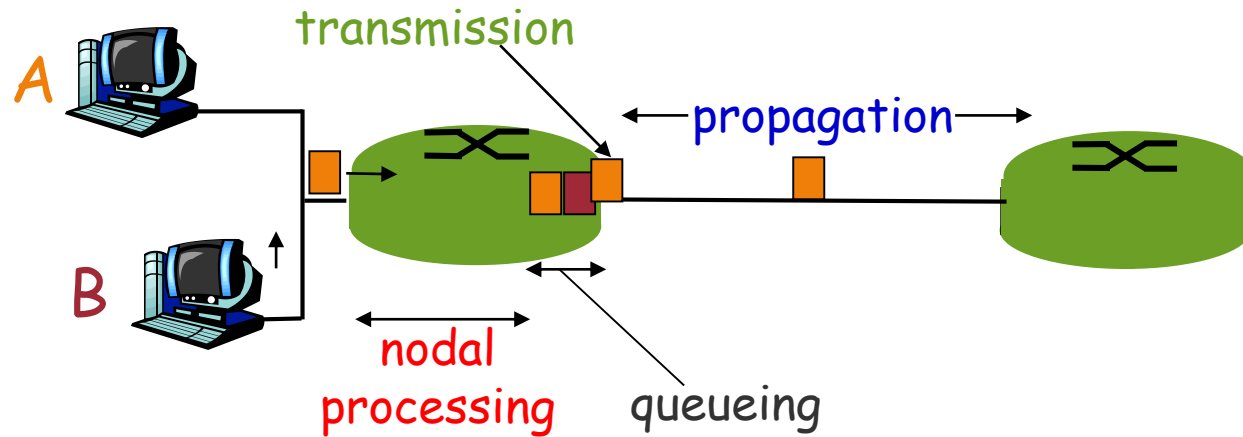 transmission
A
propagation
B
nodal
processing
queueing